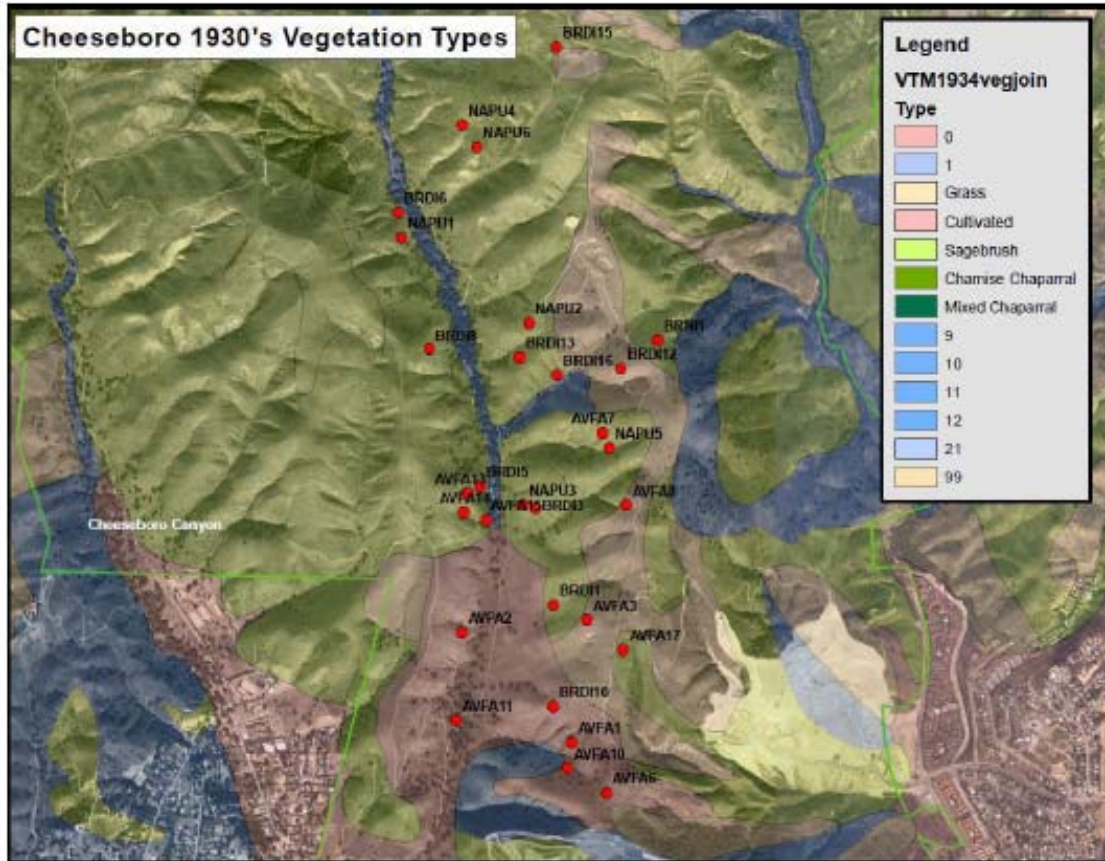 Cheeseboro 1930's Vegetation Types
BRDI15
NAPU4
NAPU6
BRDI6
NAPU1
NAPU2
BRDI8
BRDI13
BRDI16
BRDI12
AVFA7
NAPU5
BRDI5
AVFA14
NAPU3
AVFA15
BRDI3
AVFA8
Cheeseboro Canyon
BRDI1
AVFA3
AVFA2
AVFA17
BRDI10
AVFA11
AVFA1
AVFA10
AVFA6
Legend
VTM1934vegjoin
Type
0
1
Grass
Cultivated
Sagebrush
Chamise Chaparral
Mixed Chaparral
9
10
11
12
21
99